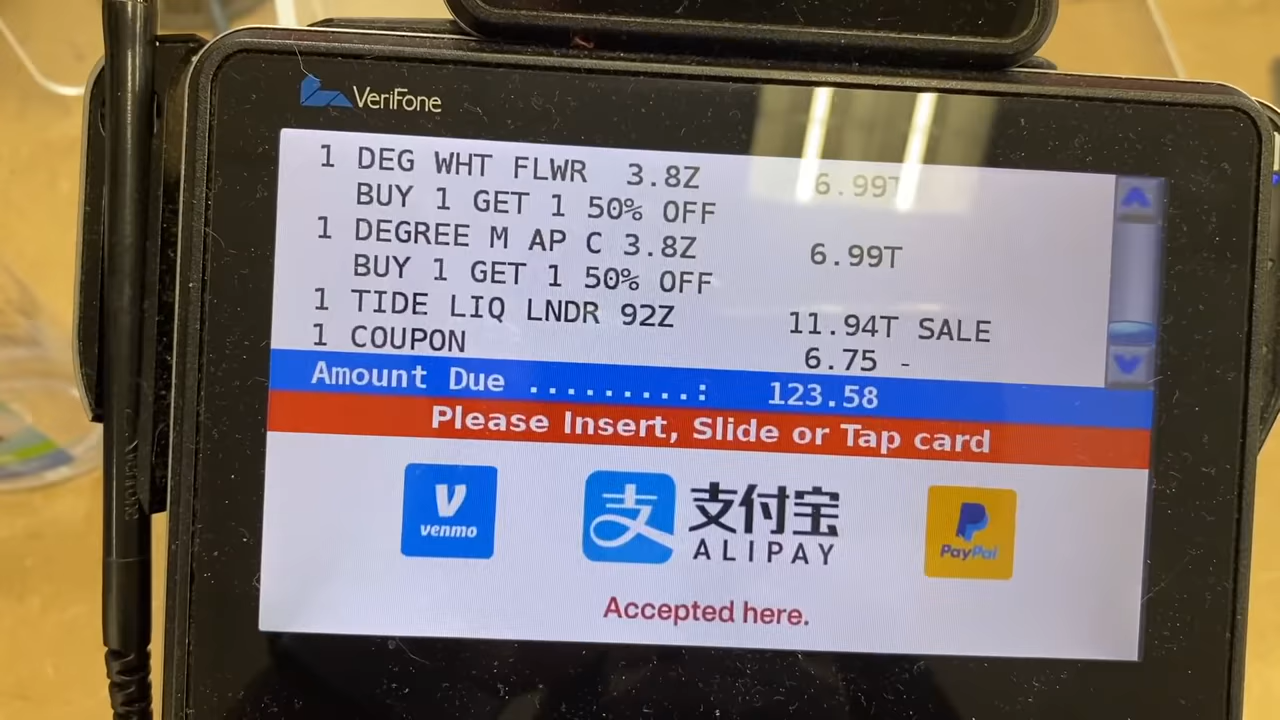 VeriFone
1 DEG WHT FLWR 3.8Z 6.99T
BUY 1 GET 1 50% OFF
1 DEGREE M AP C 3.8Z 6.99T
BUY 1 GET 1 50% OFF
1 TIDE LIQ LNDR 92Z 11.94T SALE
1 COUPON 6.75 -
Amount Due .........: 123.58
Please Insert, Slide or Tap card
V
venmo
支 支付宝
ALIPAY
PayPal
Accepted here.